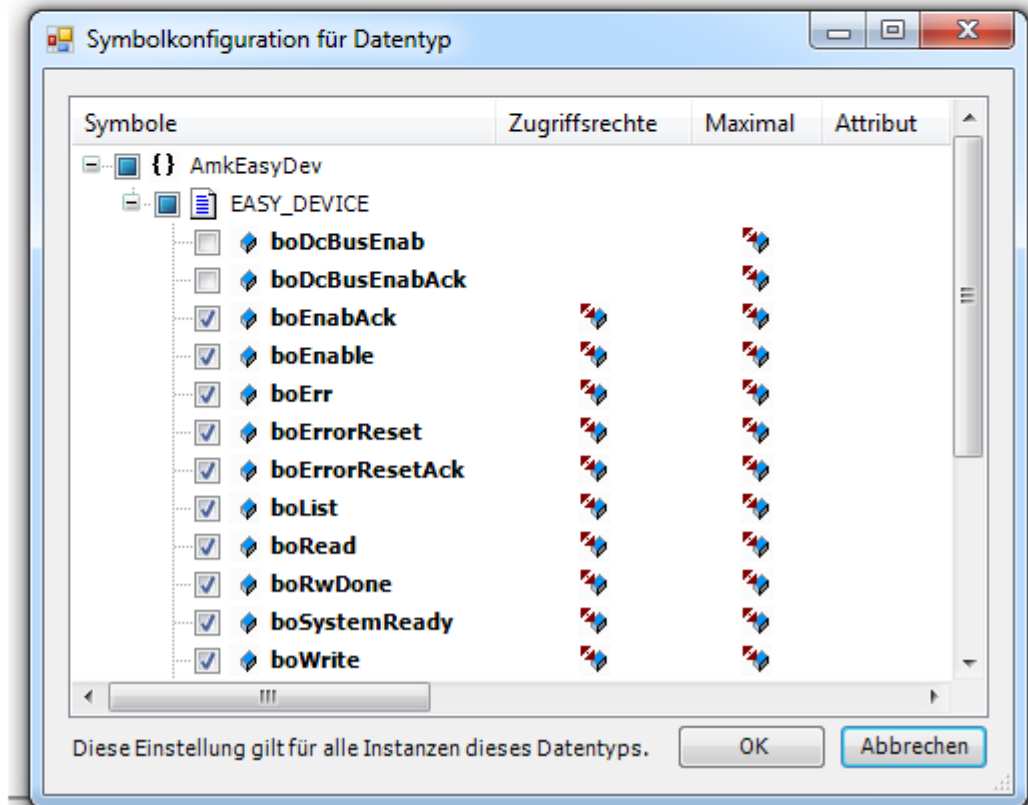 Symbolkonfiguration für Datentyp
Symbole Zugriffsrechte Maximal Attribut
{} AmkEasyDev
EASY_DEVICE
boDcBusEnab
boDcBusEnabAck
boEnabAck
boEnable
boErr
boErrorReset
boErrorResetAck
boList
boRead
boRwDone
boSystemReady
boWrite
Diese Einstellung gilt für alle Instanzen dieses Datentyps. OK Abbrechen